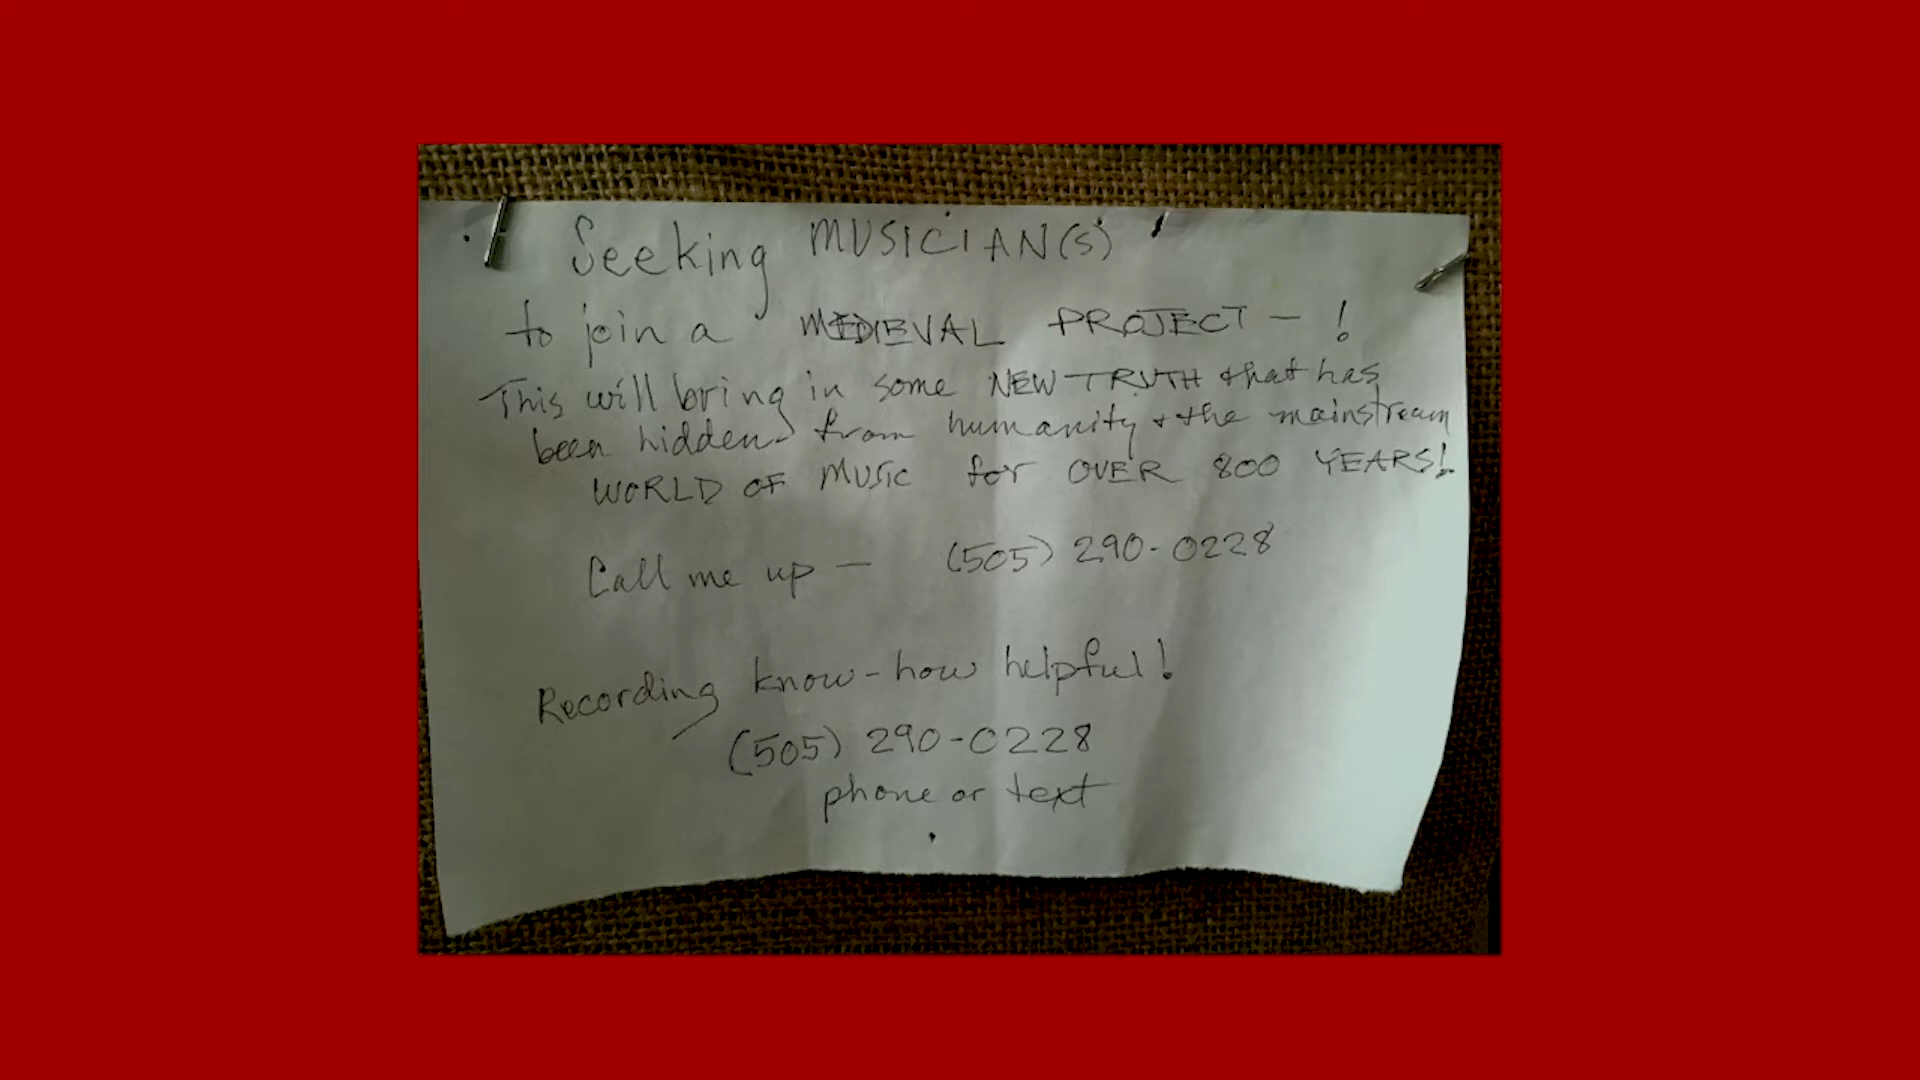 Seeking MUSICIAN(S)
to join a MEDIEVAL PROJECT - !
This will bring in some NEW TRUTH that has
been hidden from humanity + the mainstream
WORLD OF MUSIC for OVER 800 YEARS!
Call me up - (505) 290-0228
Recording know-how helpful!
(505) 290-0228
phone or text